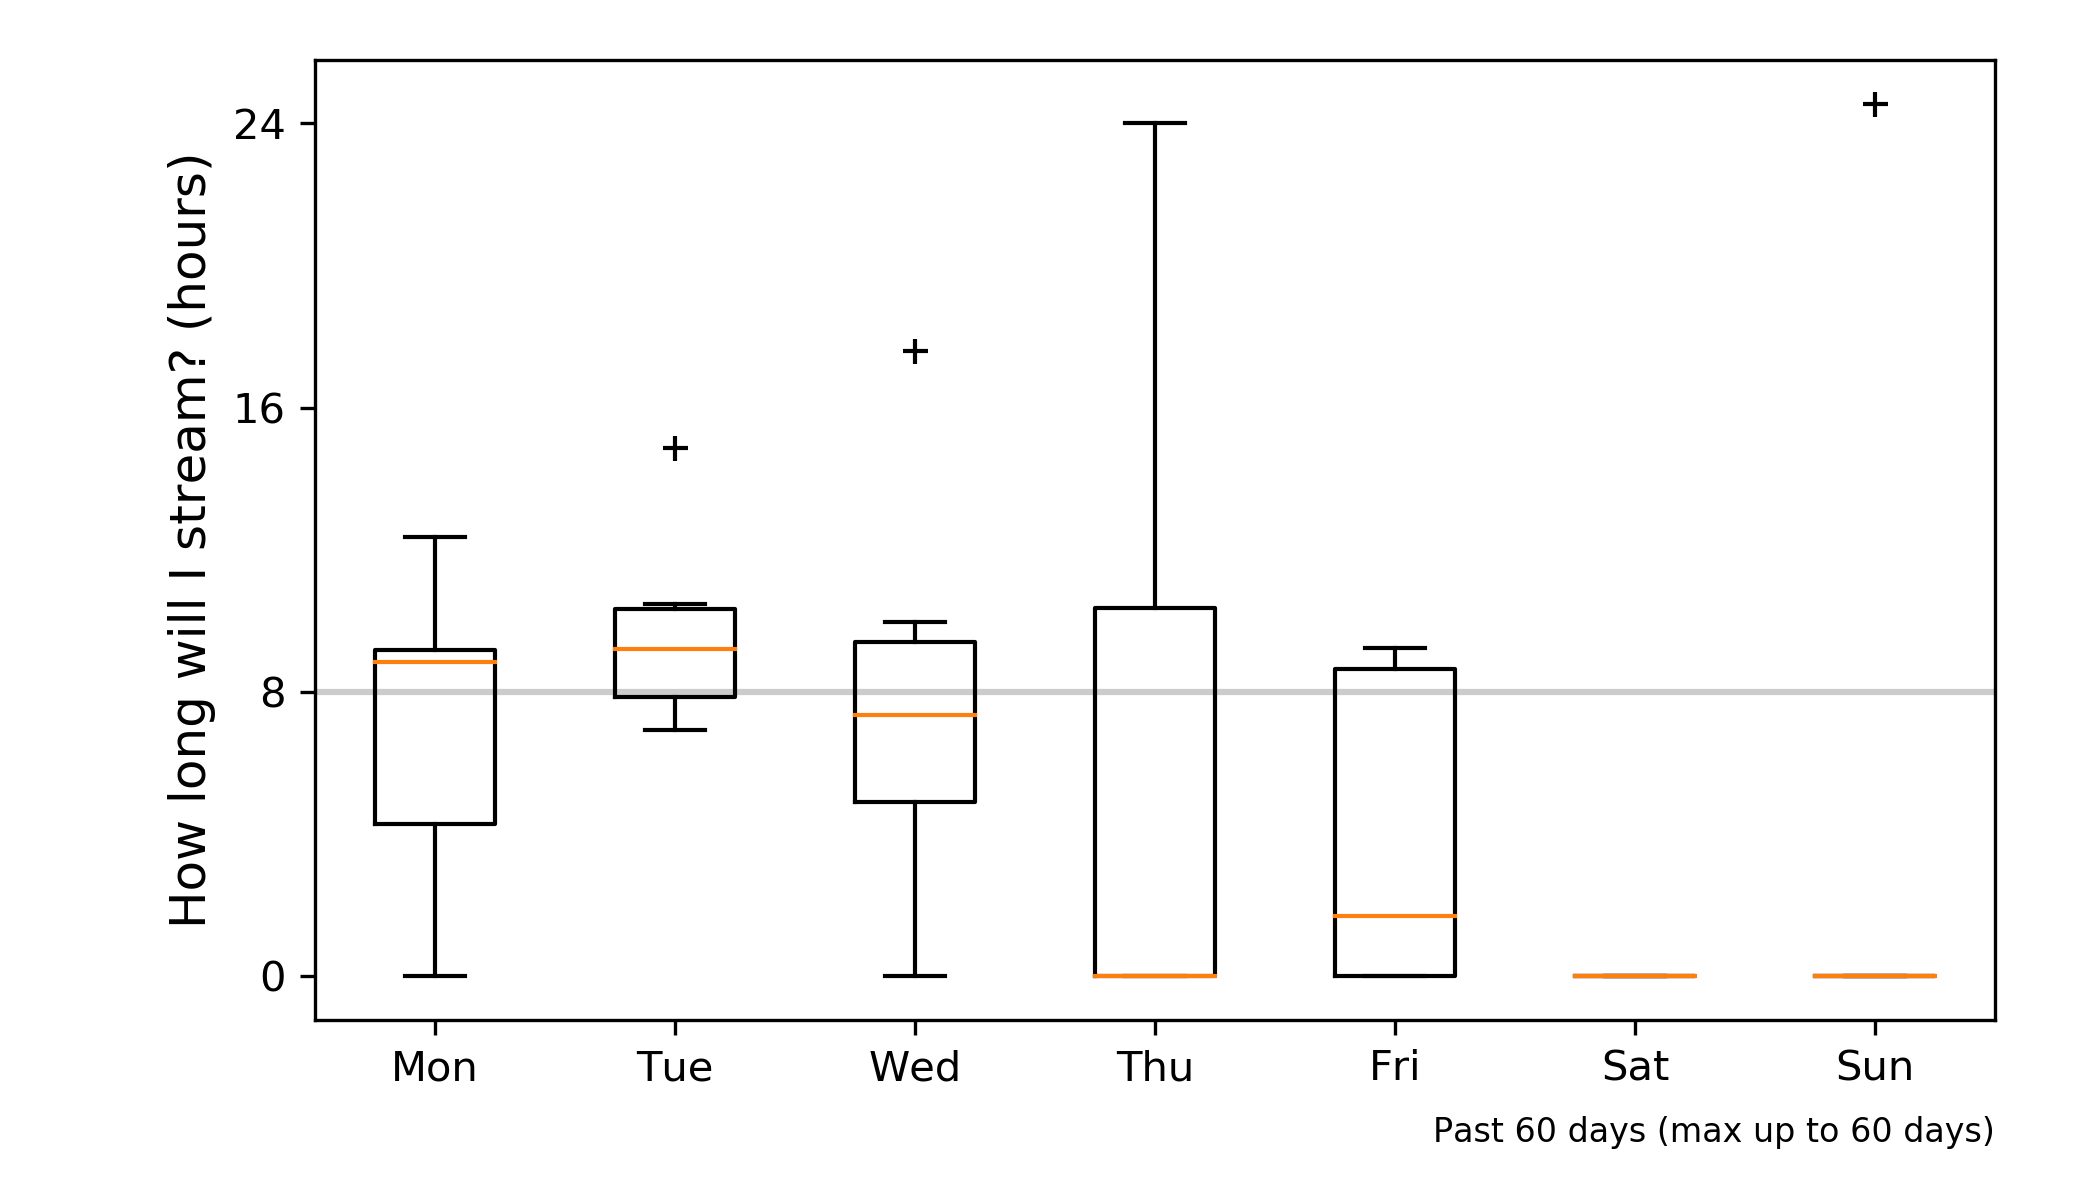 How long will I stream? (hours)
24
16
8
0
Mon Tue Wed Thu Fri Sat Sun
Past 60 days (max up to 60 days)